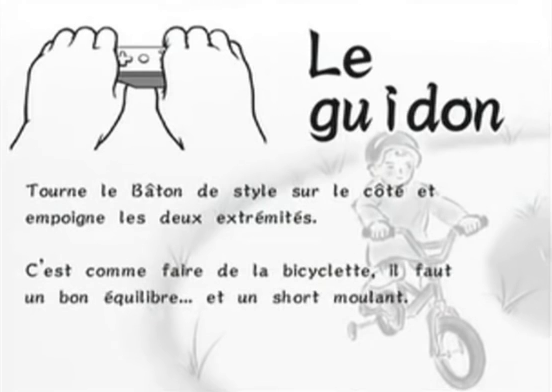 Le
guidon
Tourne le Bâton de style sur le côté et
empoigne les deux extrémités.
C'est comme faire de la bicyclette, il faut
un bon équilibre... et un short moulant.